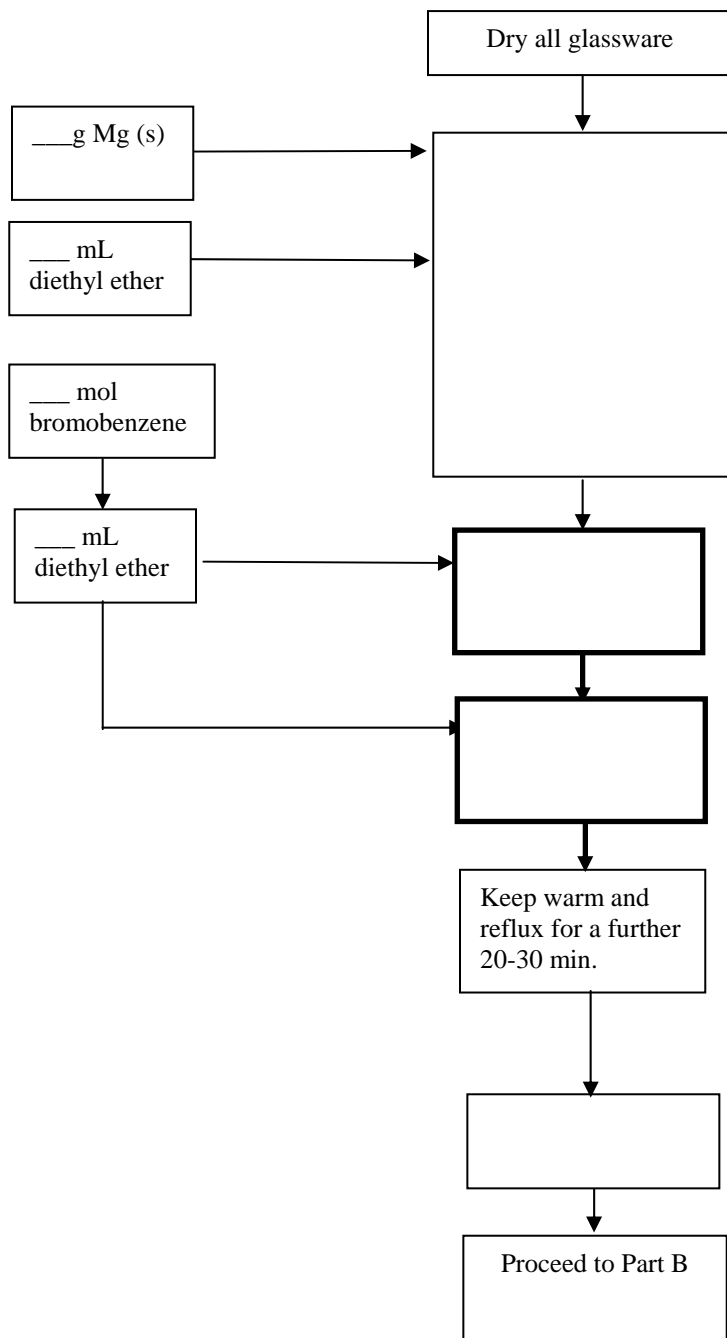 Dry all glassware
___g Mg (s)
___ mL
diethyl ether
___ mol
bromobenzene
___ mL
diethyl ether
Keep warm and
reflux for a further
20-30 min.
Proceed to Part B